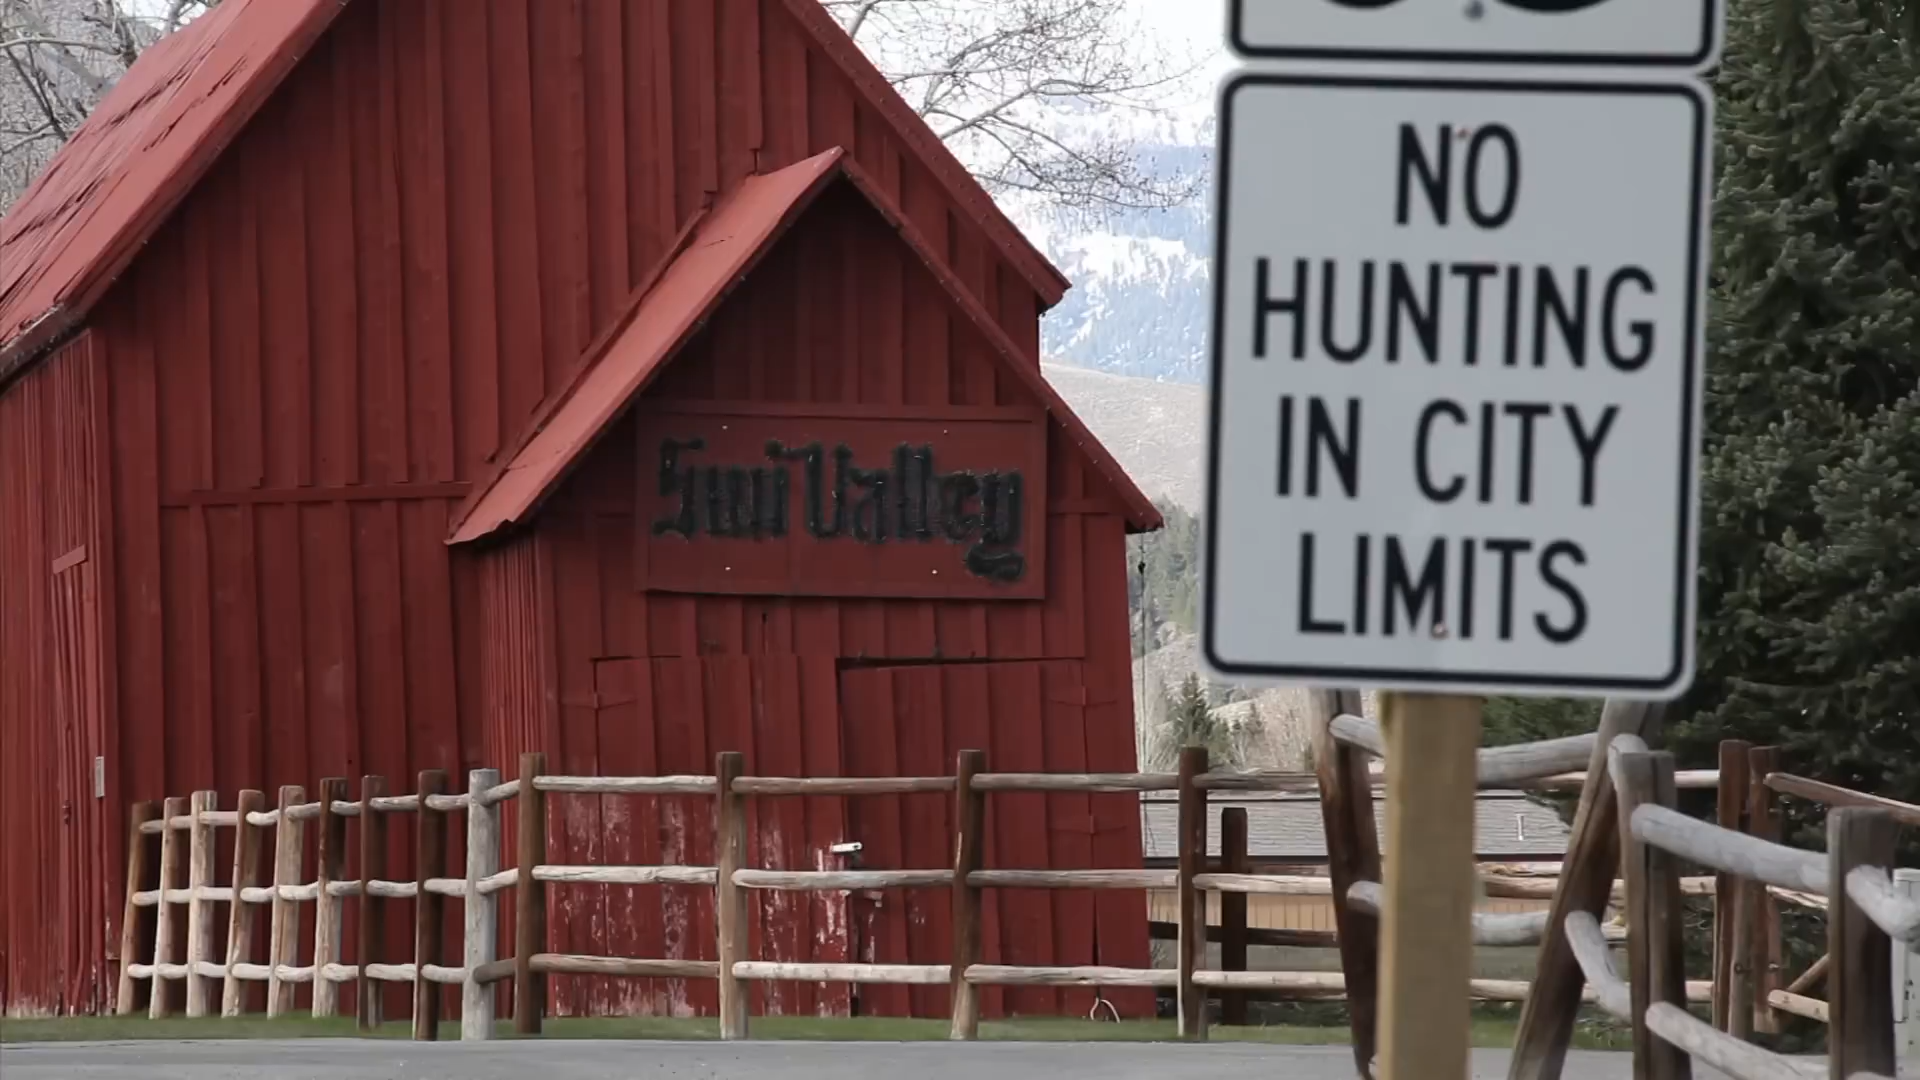 Sun Valley
NO
HUNTING
IN CITY
LIMITS